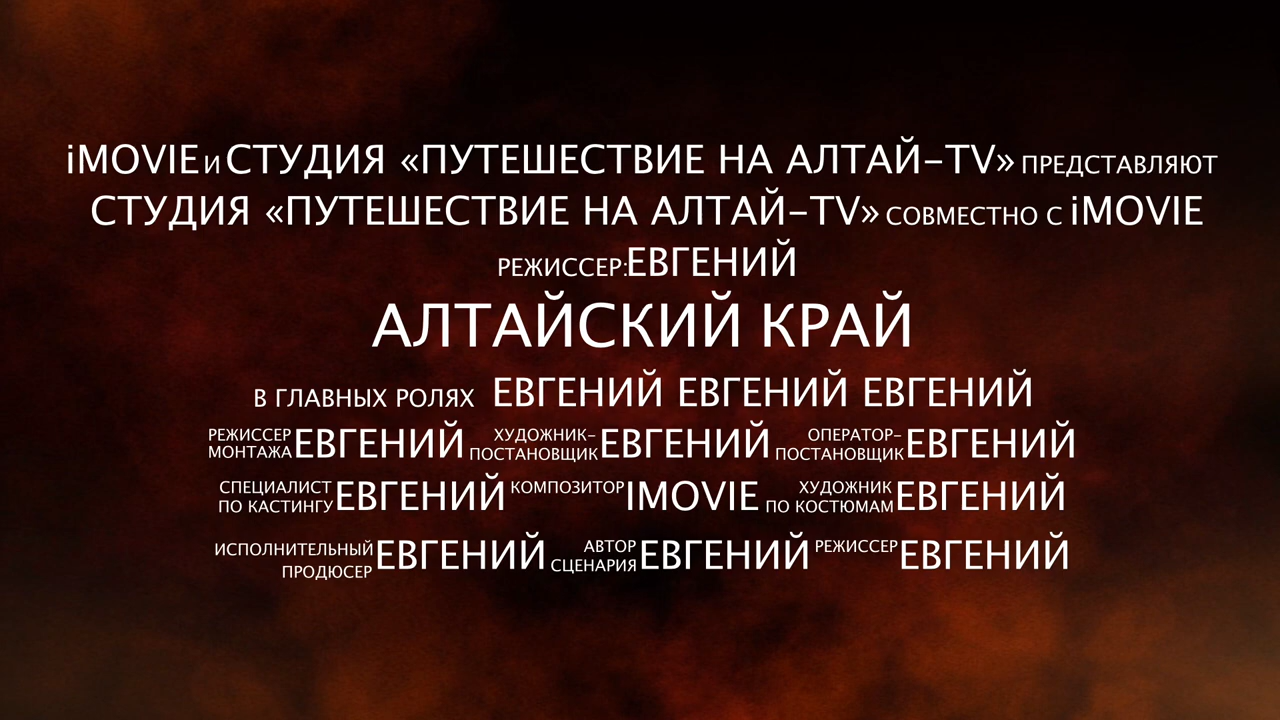 iMOVIE И СТУДИЯ «ПУТЕШЕСТВИЕ НА АЛТАЙ-TV» ПРЕДСТАВЛЯЮТ
СТУДИЯ «ПУТЕШЕСТВИЕ НА АЛТАЙ-TV» СОВМЕСТНО С iMOVIE
РЕЖИССЕР:ЕВГЕНИЙ
АЛТАЙСКИЙ КРАЙ
В ГЛАВНЫХ РОЛЯХ ЕВГЕНИЙ ЕВГЕНИЙ ЕВГЕНИЙ
РЕЖИССЕР МОНТАЖА ЕВГЕНИЙ ХУДОЖНИК-ПОСТАНОВЩИК ЕВГЕНИЙ ОПЕРАТОР-ПОСТАНОВЩИК ЕВГЕНИЙ
СПЕЦИАЛИСТ ПО КАСТИНГУ ЕВГЕНИЙ КОМПОЗИТОР IMOVIE ХУДОЖНИК ПО КОСТЮМАМ ЕВГЕНИЙ
ИСПОЛНИТЕЛЬНЫЙ ПРОДЮСЕР ЕВГЕНИЙ АВТОР СЦЕНАРИЯ ЕВГЕНИЙ РЕЖИССЕР ЕВГЕНИЙ